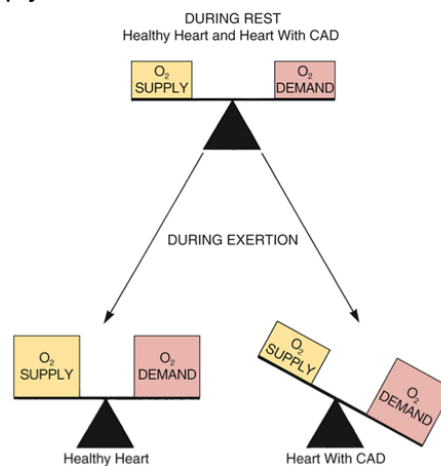 pply
DURING REST
Healthy Heart and Heart With CAD
O₂
SUPPLY
O₂
DEMAND
DURING EXERTION
O₂
SUPPLY
O₂
DEMAND
Healthy Heart
O₂
SUPPLY
O₂
DEMAND
Heart With CAD